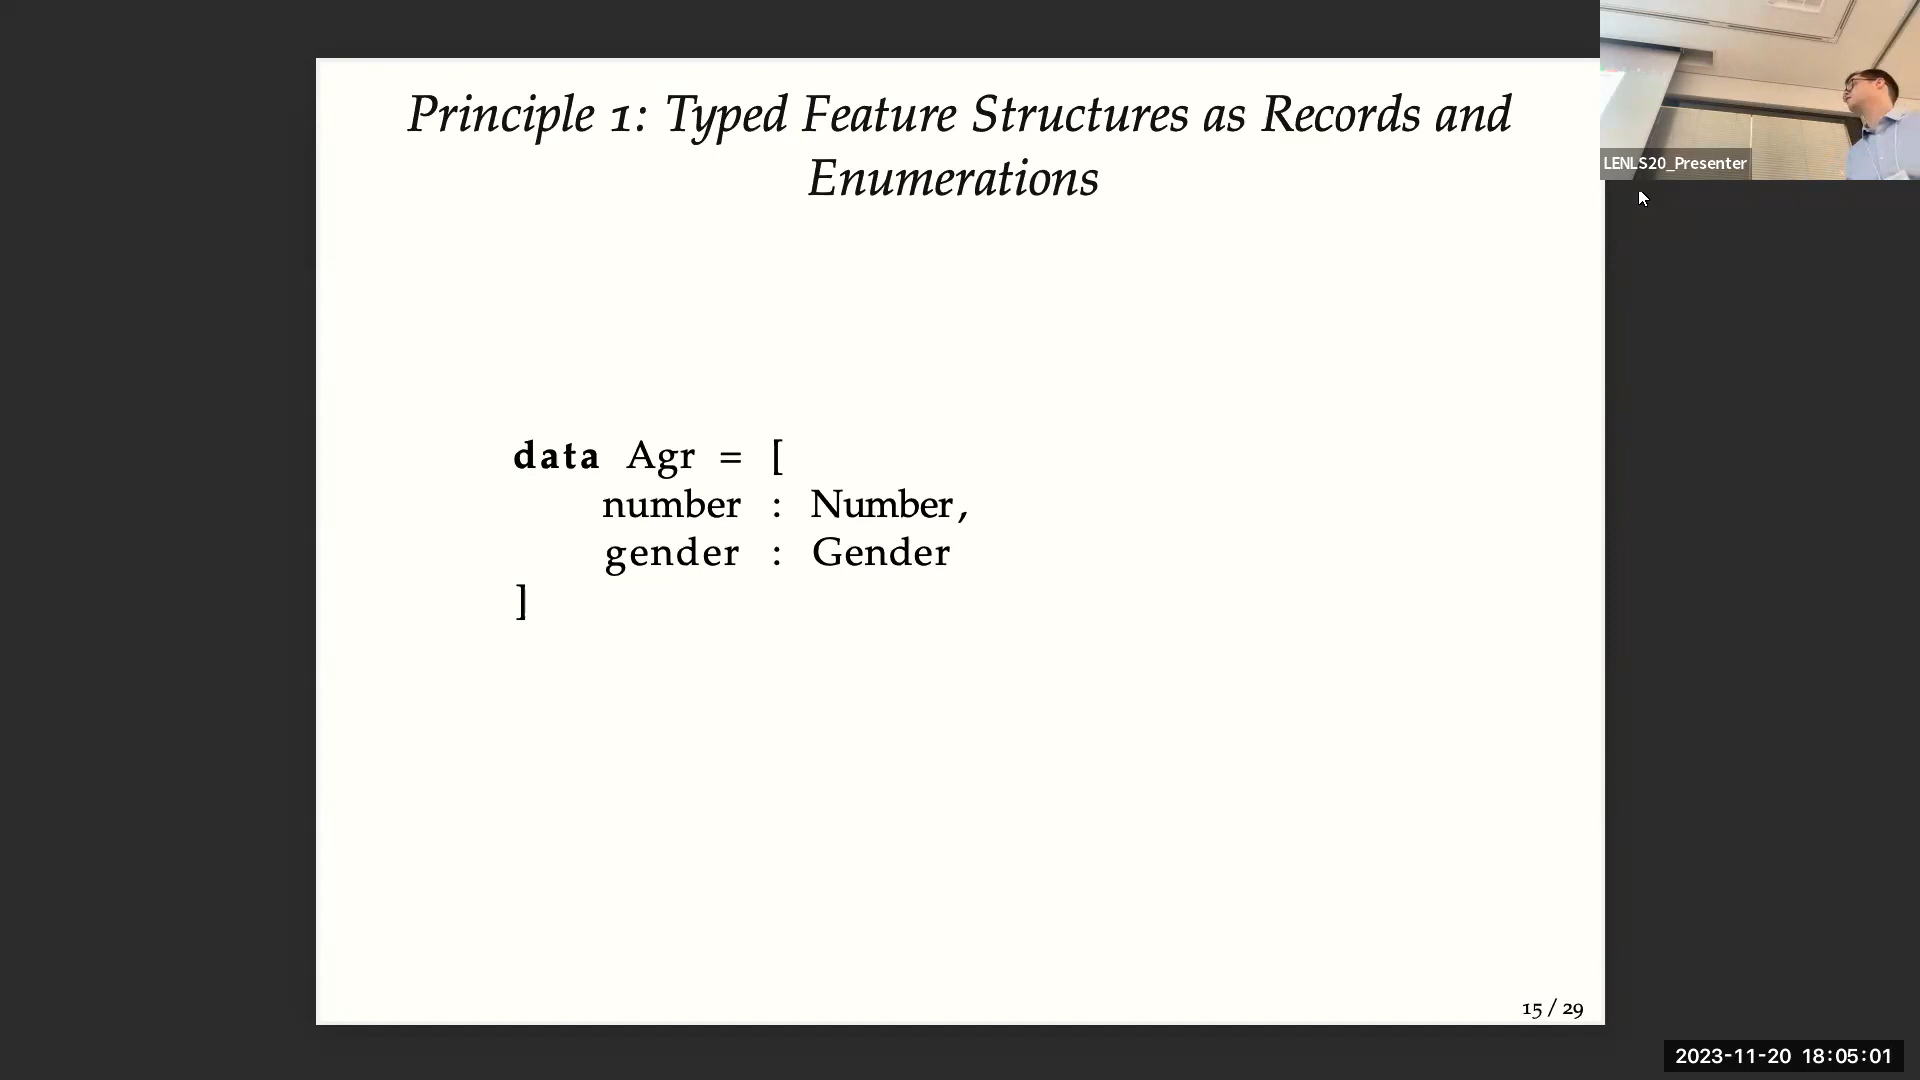 Principle 1: Typed Feature Structures as Records and
Enumerations
data Agr = [
number : Number,
gender : Gender
]
15 / 29
LENLS20_Presenter
2023-11-20 18:05:01